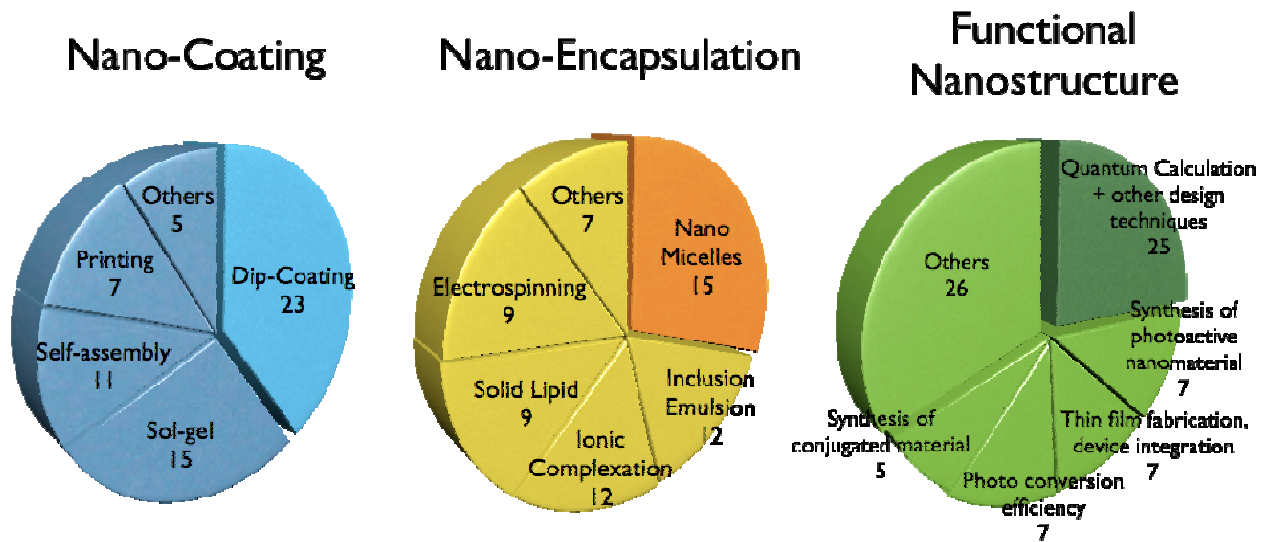 Nano-Coating
Others
5
Printing
7
Dip-Coating
23
Self-assembly
11
Sol-gel
15
Nano-Encapsulation
Others
7
Nano
Micelles
15
Electrospinning
9
Solid Lipid
9
Inclusion
Emulsion
12
Ionic
Complexation
12
Functional
Nanostructure
Quantum Calculation
+ other design
techniques
25
Others
26
Synthesis of
photoactive
nanomaterial
7
Synthesis of
conjugated material
5
Thin film fabrication,
device integration
7
Photo conversion
efficiency
7